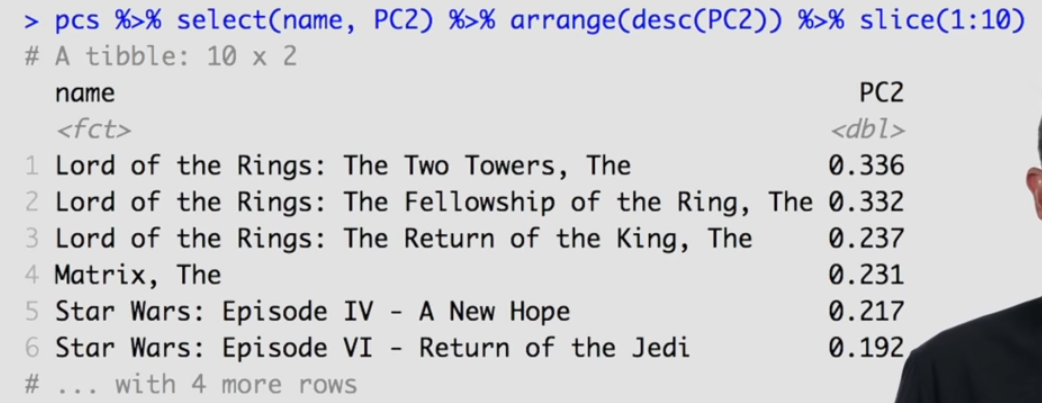 > pcs %>% select(name, PC2) %>% arrange(desc(PC2)) %>% slice(1:10)
# A tibble: 10 x 2
name PC2
<fct> <dbl>
1 Lord of the Rings: The Two Towers, The 0.336
2 Lord of the Rings: The Fellowship of the Ring, The 0.332
3 Lord of the Rings: The Return of the King, The 0.237
4 Matrix, The 0.231
5 Star Wars: Episode IV - A New Hope 0.217
6 Star Wars: Episode VI - Return of the Jedi 0.192
# ... with 4 more rows